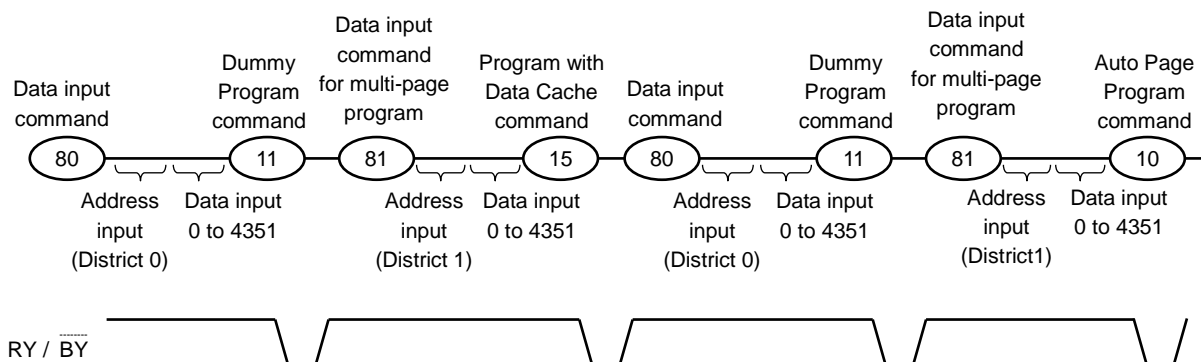 Data input
command
Dummy
Program
command
Data input
command
for multi-page
program
Program with
Data Cache
command
Data input
command
Dummy
Program
command
Data input
command
for multi-page
program
Auto Page
Program
command
80
11
81
15
80
11
81
10
Address
input
(District 0)
Data input
0 to 4351
Address
input
(District 1)
Data input
0 to 4351
Address
input
(District 0)
Data input
0 to 4351
Address
input
(District1)
Data input
0 to 4351
RY / BY